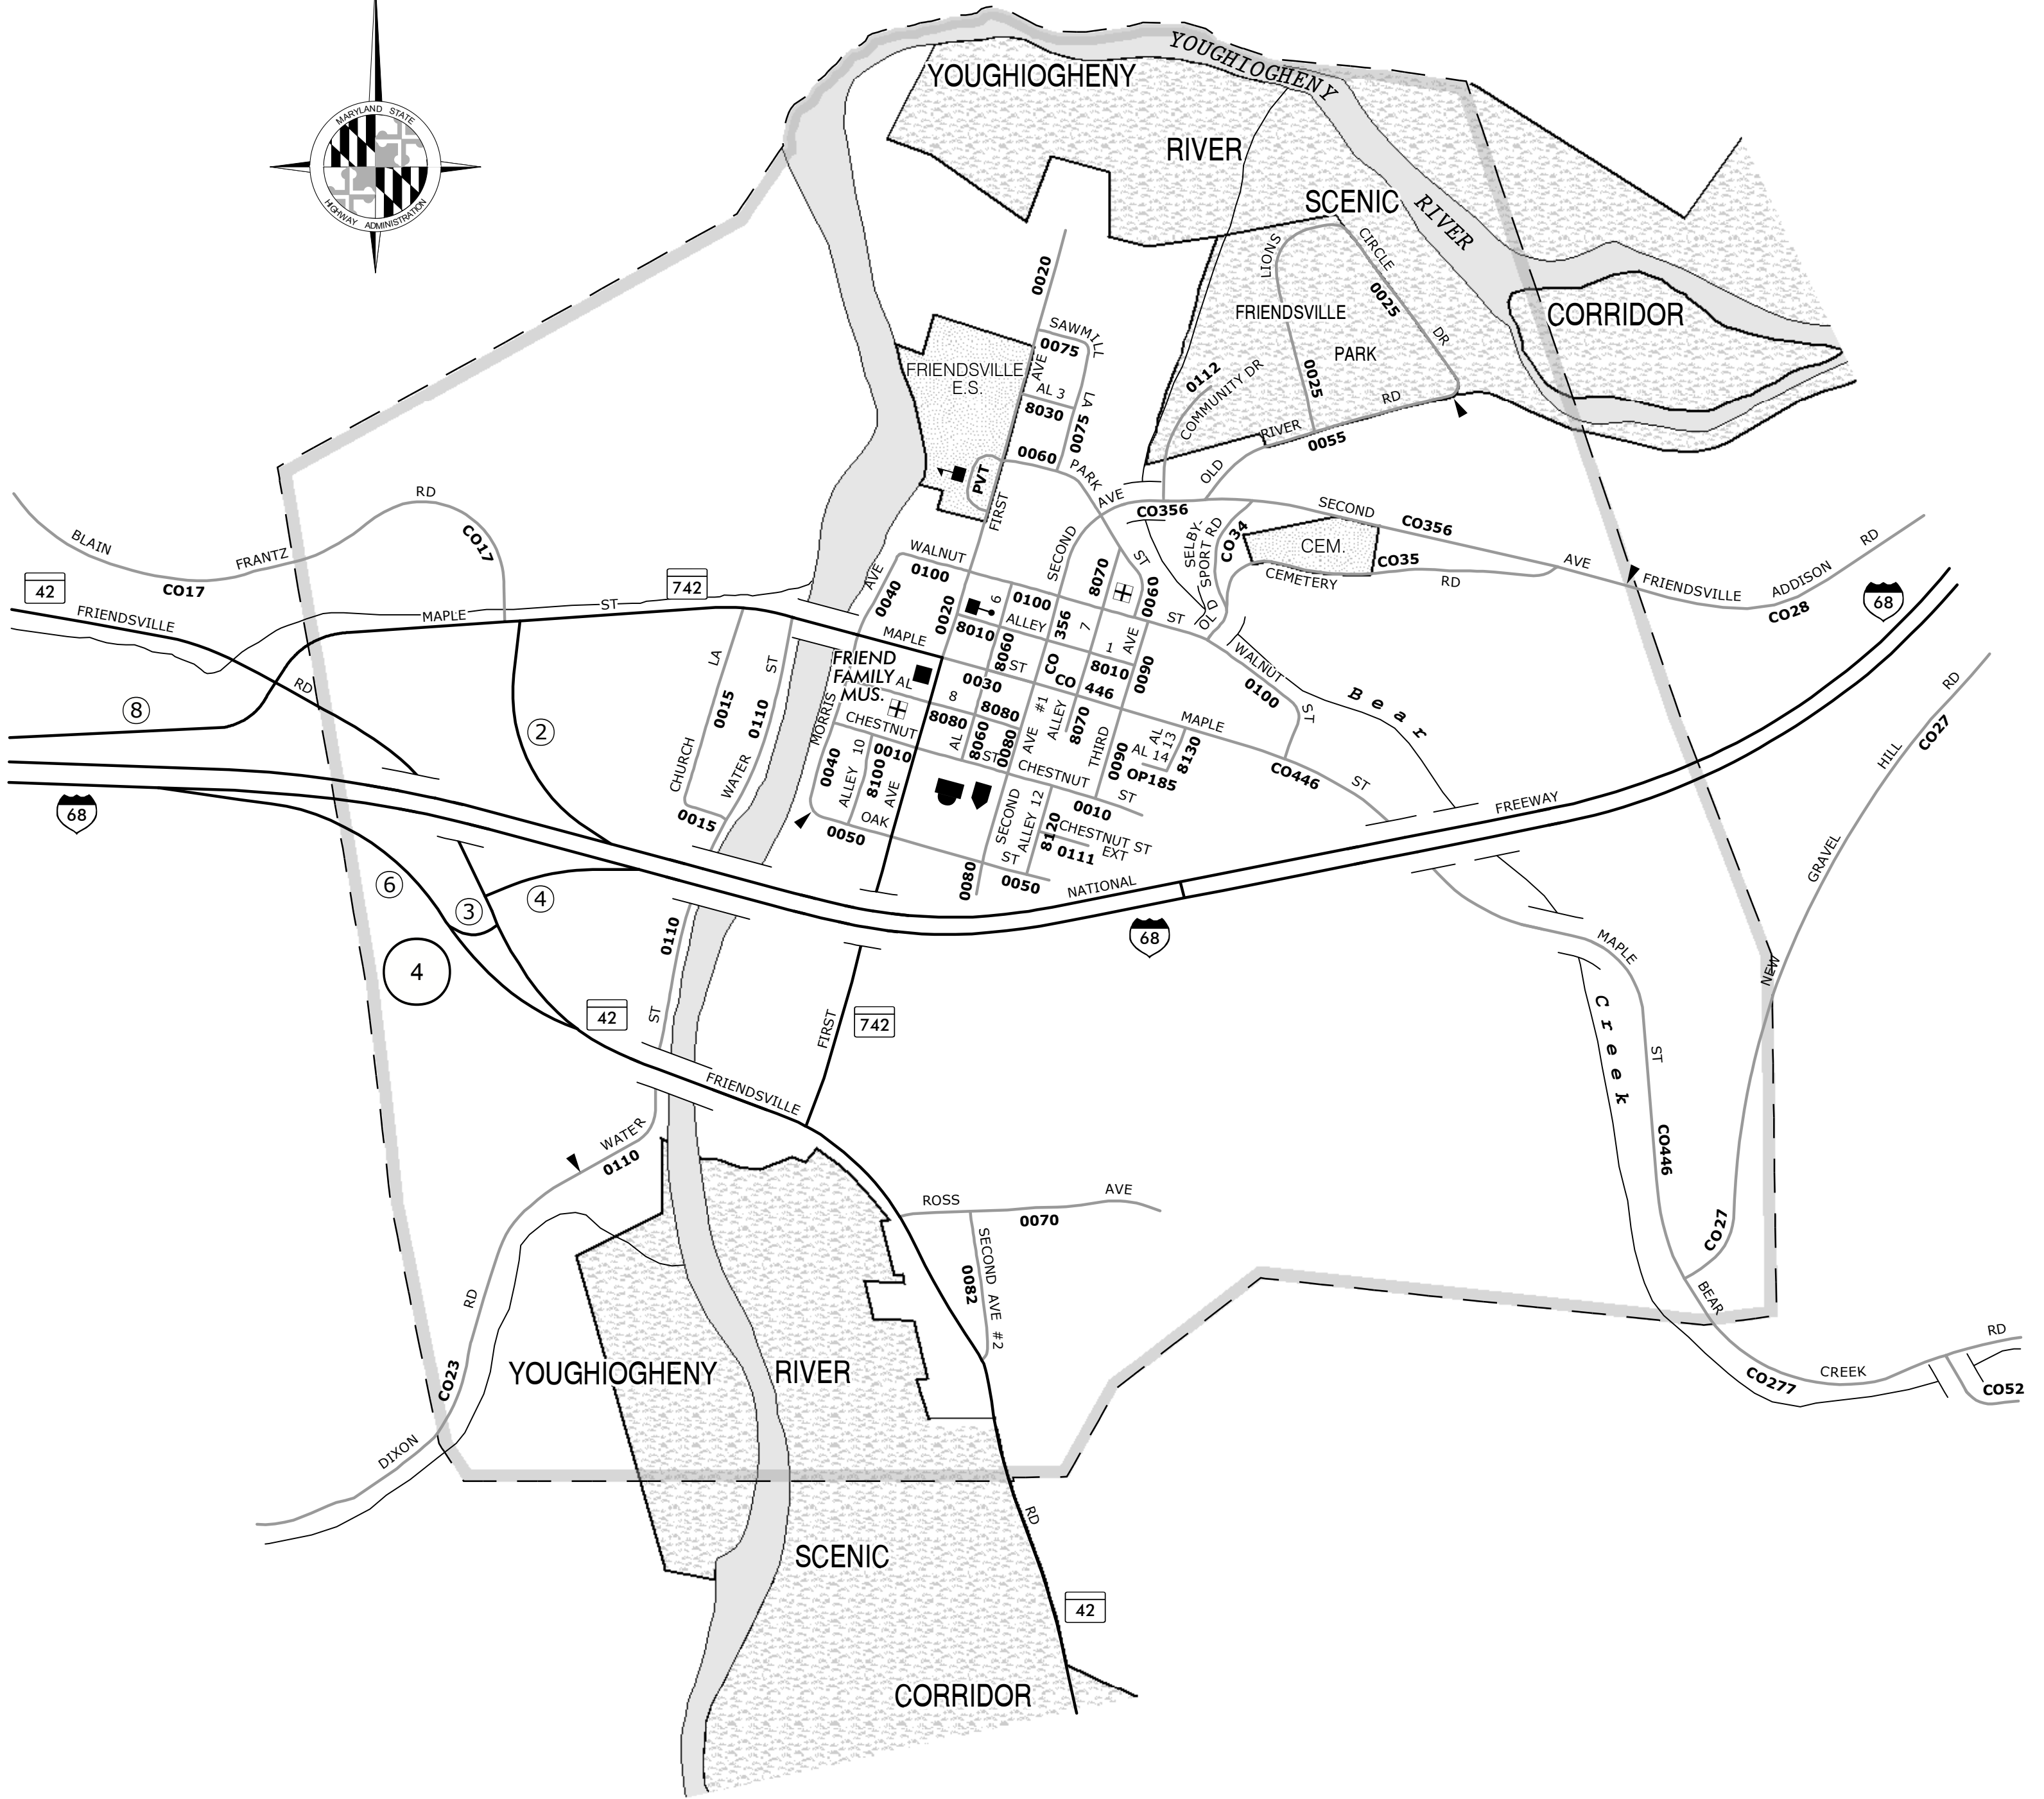 MARYLAND STATE
HIGHWAY ADMINISTRATION
YOUGHIOGHENY
RIVER
YOUGHIOGHENY
RIVER
SCENIC
CORRIDOR
LIONS
CIRCLE
DR
0025
0025
FRIENDSVILLE
PARK
0112
COMMUNITY DR
OLD
RIVER
RD
0055
0020
SAWMILL
LA
0075
0075
AVE
AL 3
8030
0060
PARK
ST
0060
FRIENDSVILLE
E.S.
PVT
FIRST
SECOND
AVE
CO356
SECOND
CO356
AVE
CEM.
CEMETERY
CO35
RD
SELBY-
SPORT RD
OLD
CO34
FRIENDSVILLE
ADDISON
RD
CO28
68
BLAIN
FRANTZ
RD
CO17
CO17
42
FRIENDSVILLE
RD
MAPLE
ST
742
WALNUT
0100
0100
ST
AVE
0040
0020
6
ALLEY
8010
8060
356
CO
8070
7
1
8010
AVE
0090
MAPLE
ST
0030
CO 446
FRIEND
FAMILY
MUS.
AL
8
8080
8080
MORRIS
CHESTNUT
0010
ST
AL
8060
0080
AVE
#1
ALLEY
8070
THIRD
0090
AL
13
AL 14
8130
OP185
MAPLE
CO446
ST
WALNUT
0100
ST
Bear
LA
0015
ST
0110
CHURCH
WATER
0015
0040
ALLEY
10
8100
AVE
OAK
0050
CHESTNUT
ST
0010
SECOND
ALLEY 12
8120
CHESTNUT ST
EXT
0111
ST
0050
0080
8
2
68
6
3
4
4
NATIONAL
FREEWAY
68
NEW
GRAVEL
HILL
RD
CO27
0110
ST
42
FIRST
742
FRIENDSVILLE
MAPLE
ST
CO446
Creek
WATER
0110
RD
CO23
DIXON
ROSS
AVE
0070
SECOND AVE #2
0082
CO27
BEAR
CREEK
RD
CO277
CO52
YOUGHIOGHENY
RIVER
SCENIC
CORRIDOR
RD
42